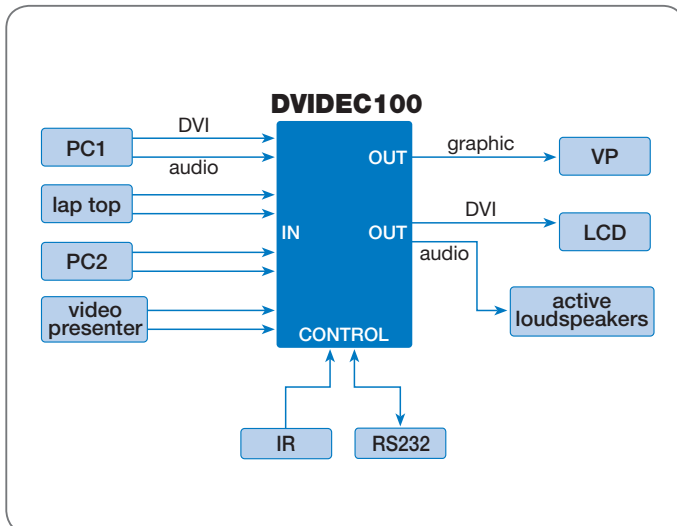 DVIDEC100
DVI
PC1
audio
lap top
PC2
video
presenter
IN
OUT
graphic
VP
OUT
DVI
LCD
audio
active
loudspeakers
CONTROL
IR
RS232